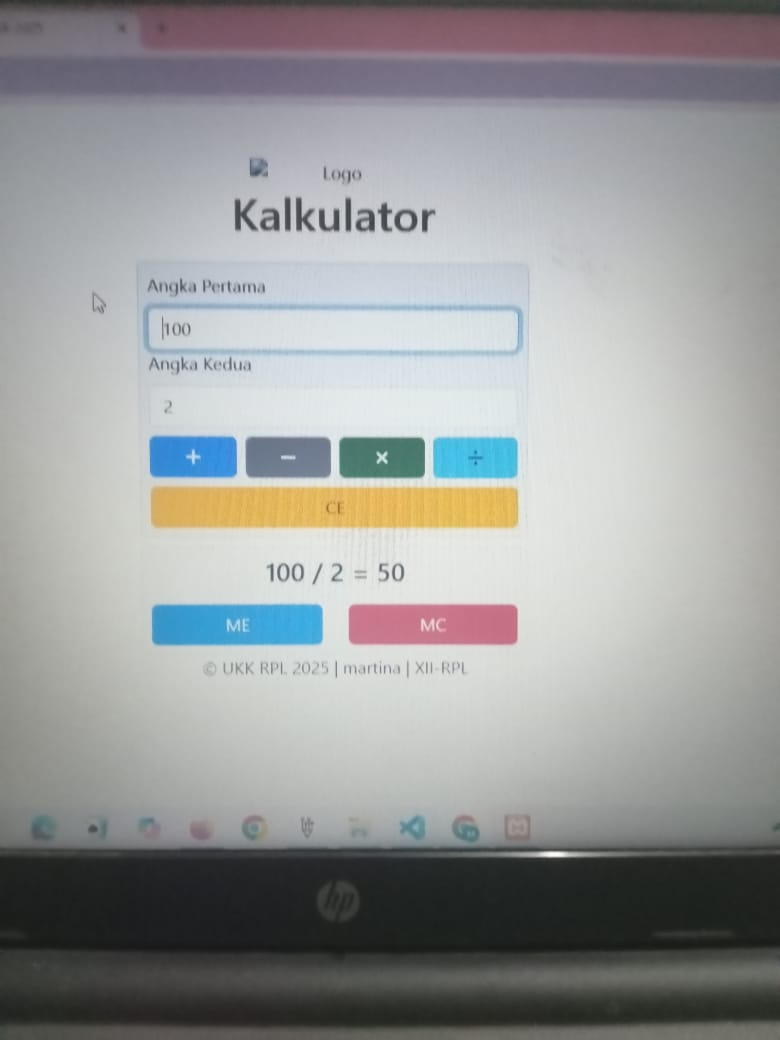 Logo
Kalkulator
Angka Pertama
100
Angka Kedua
2
+ − × ÷
CE
100 / 2 = 50
ME MC
© UKK RPL 2025 | martina | XII-RPL
hp